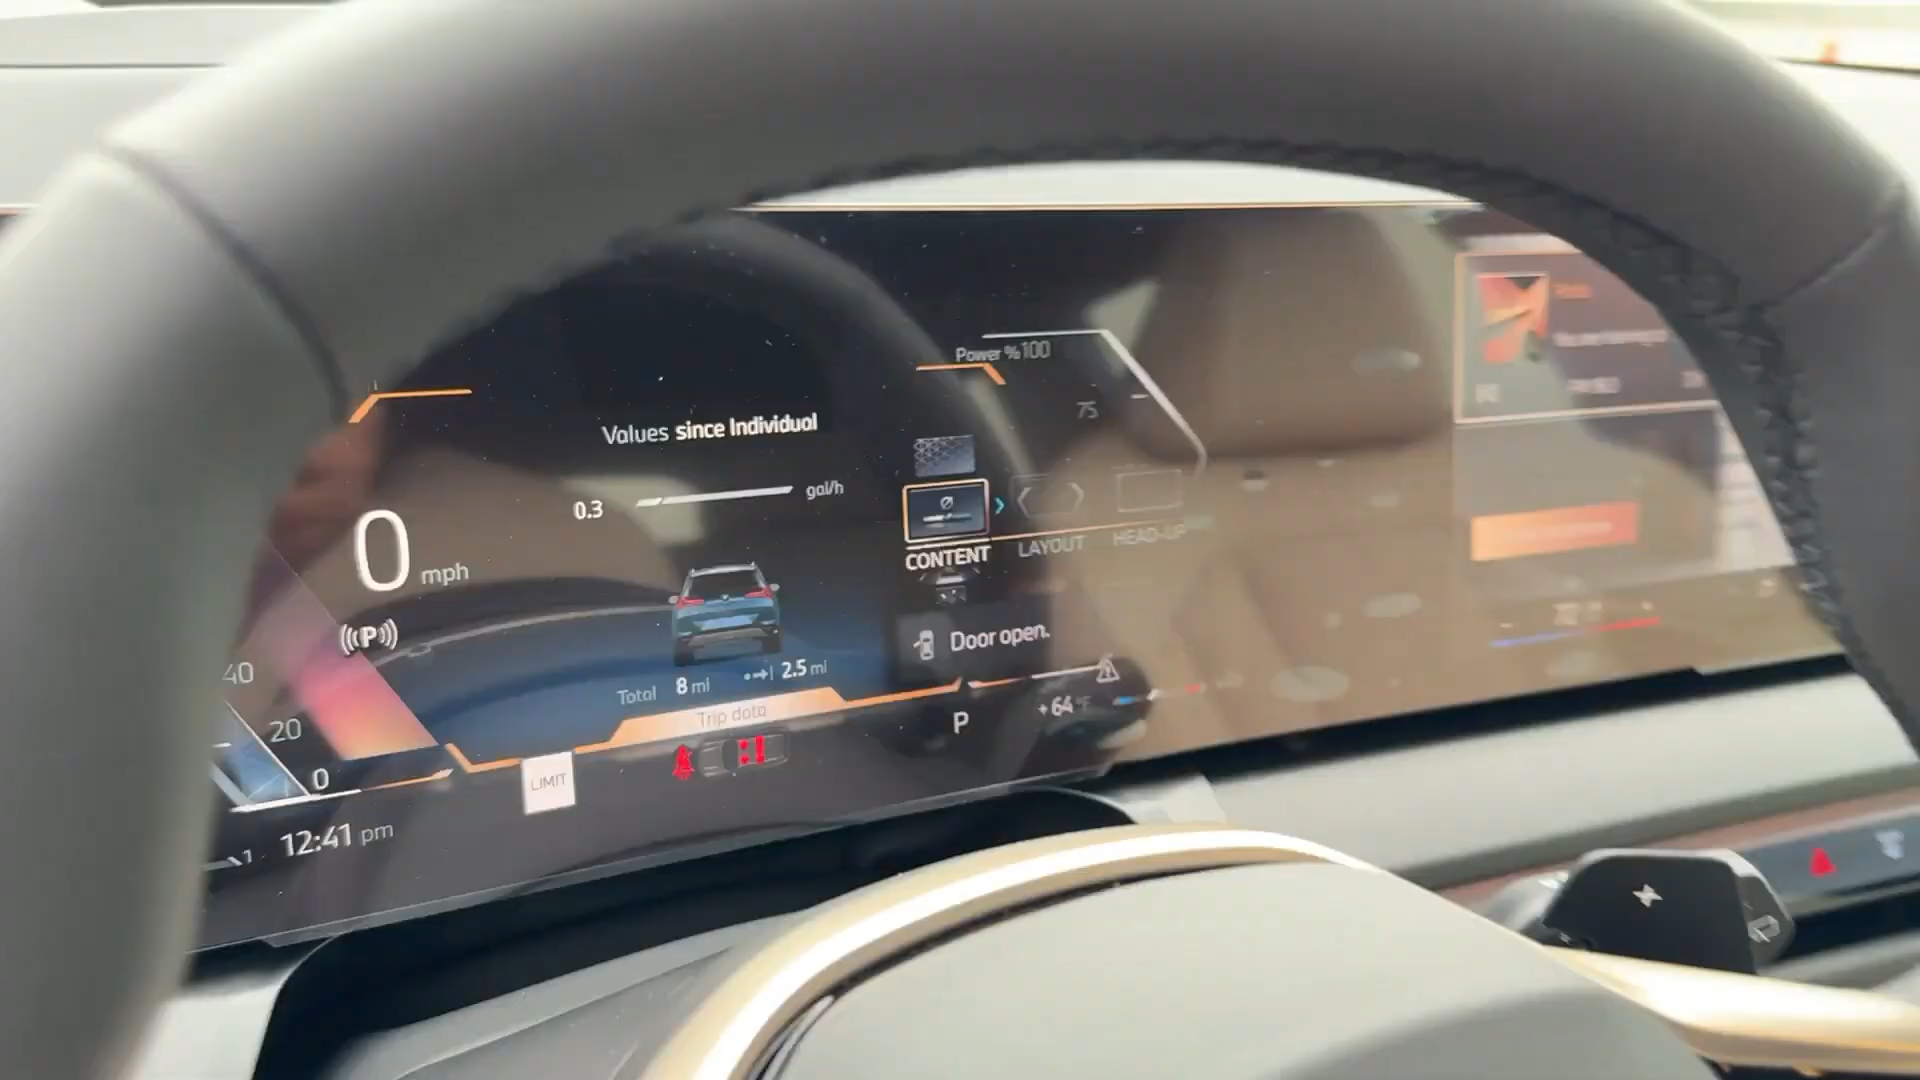 Power %100
75
Values since Individual
0.3 gal/h
0 mph
CONTENT LAYOUT HEAD-UP
(P)
Door open.
40
Total 8 mi 2.5 mi
Trip data
20
P +64 °F
0
LIMIT
12:41 pm
1